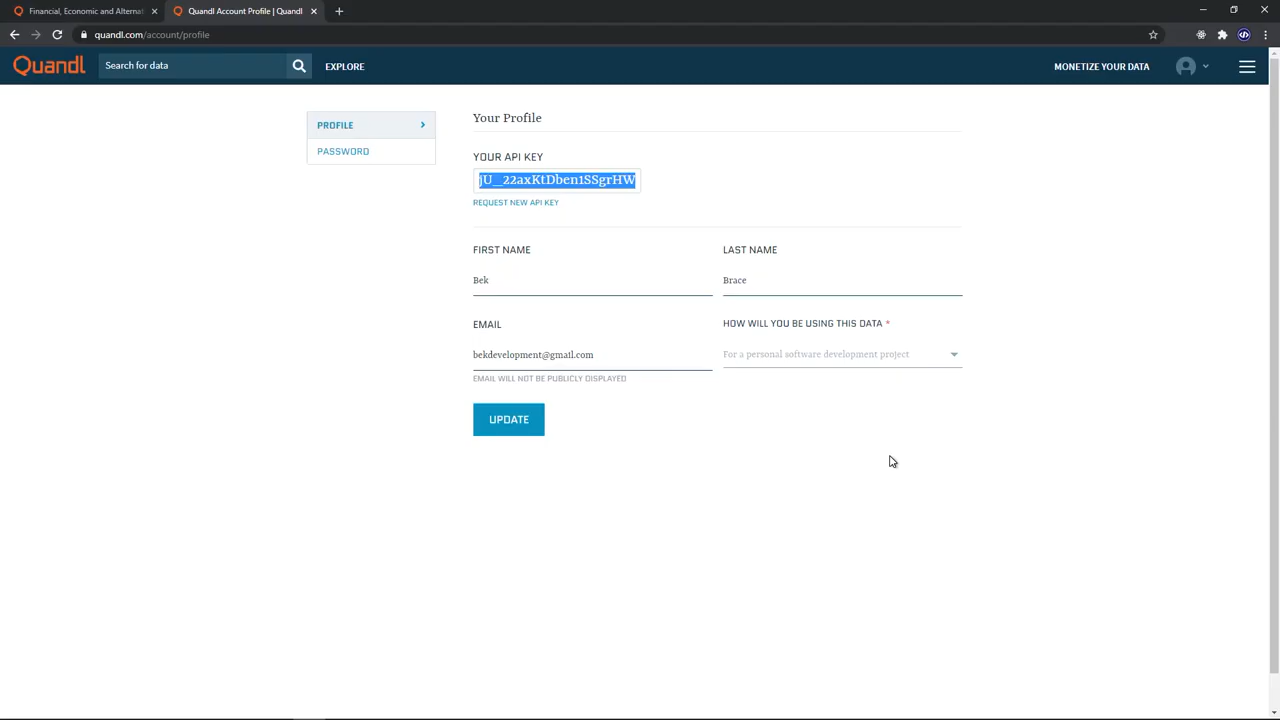 Financial, Economic and Alternat
Quandl Account Profile | Quandl
quandl.com/account/profile
Quandl
Search for data
EXPLORE
MONETIZE YOUR DATA
PROFILE
PASSWORD
Your Profile
YOUR API KEY
jU_22axKtDben1SSgrHW
REQUEST NEW API KEY
FIRST NAME
LAST NAME
Bek
Brace
EMAIL
HOW WILL YOU BE USING THIS DATA *
bekdevelopment@gmail.com
For a personal software development project
EMAIL WILL NOT BE PUBLICLY DISPLAYED
UPDATE